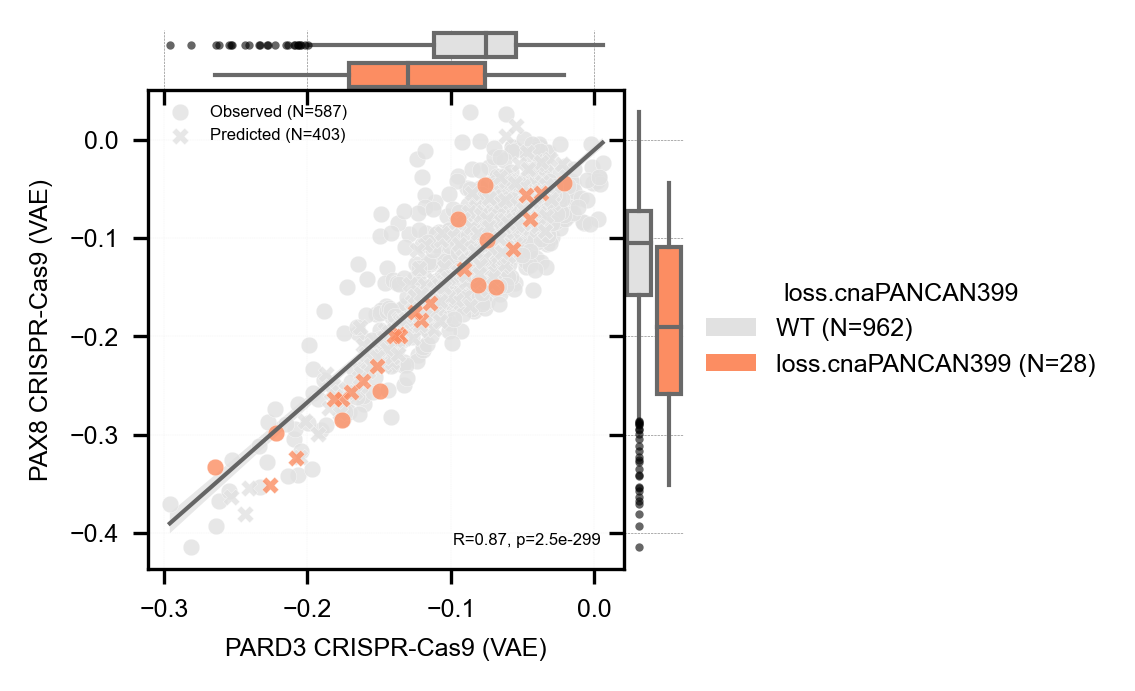 Observed (N=587)
Predicted (N=403)
0.0
−0.1
−0.2
−0.3
−0.4
PAX8 CRISPR-Cas9 (VAE)
R=0.87, p=2.5e-299
−0.3
−0.2
−0.1
0.0
PARD3 CRISPR-Cas9 (VAE)
loss.cnaPANCAN399
WT (N=962)
loss.cnaPANCAN399 (N=28)